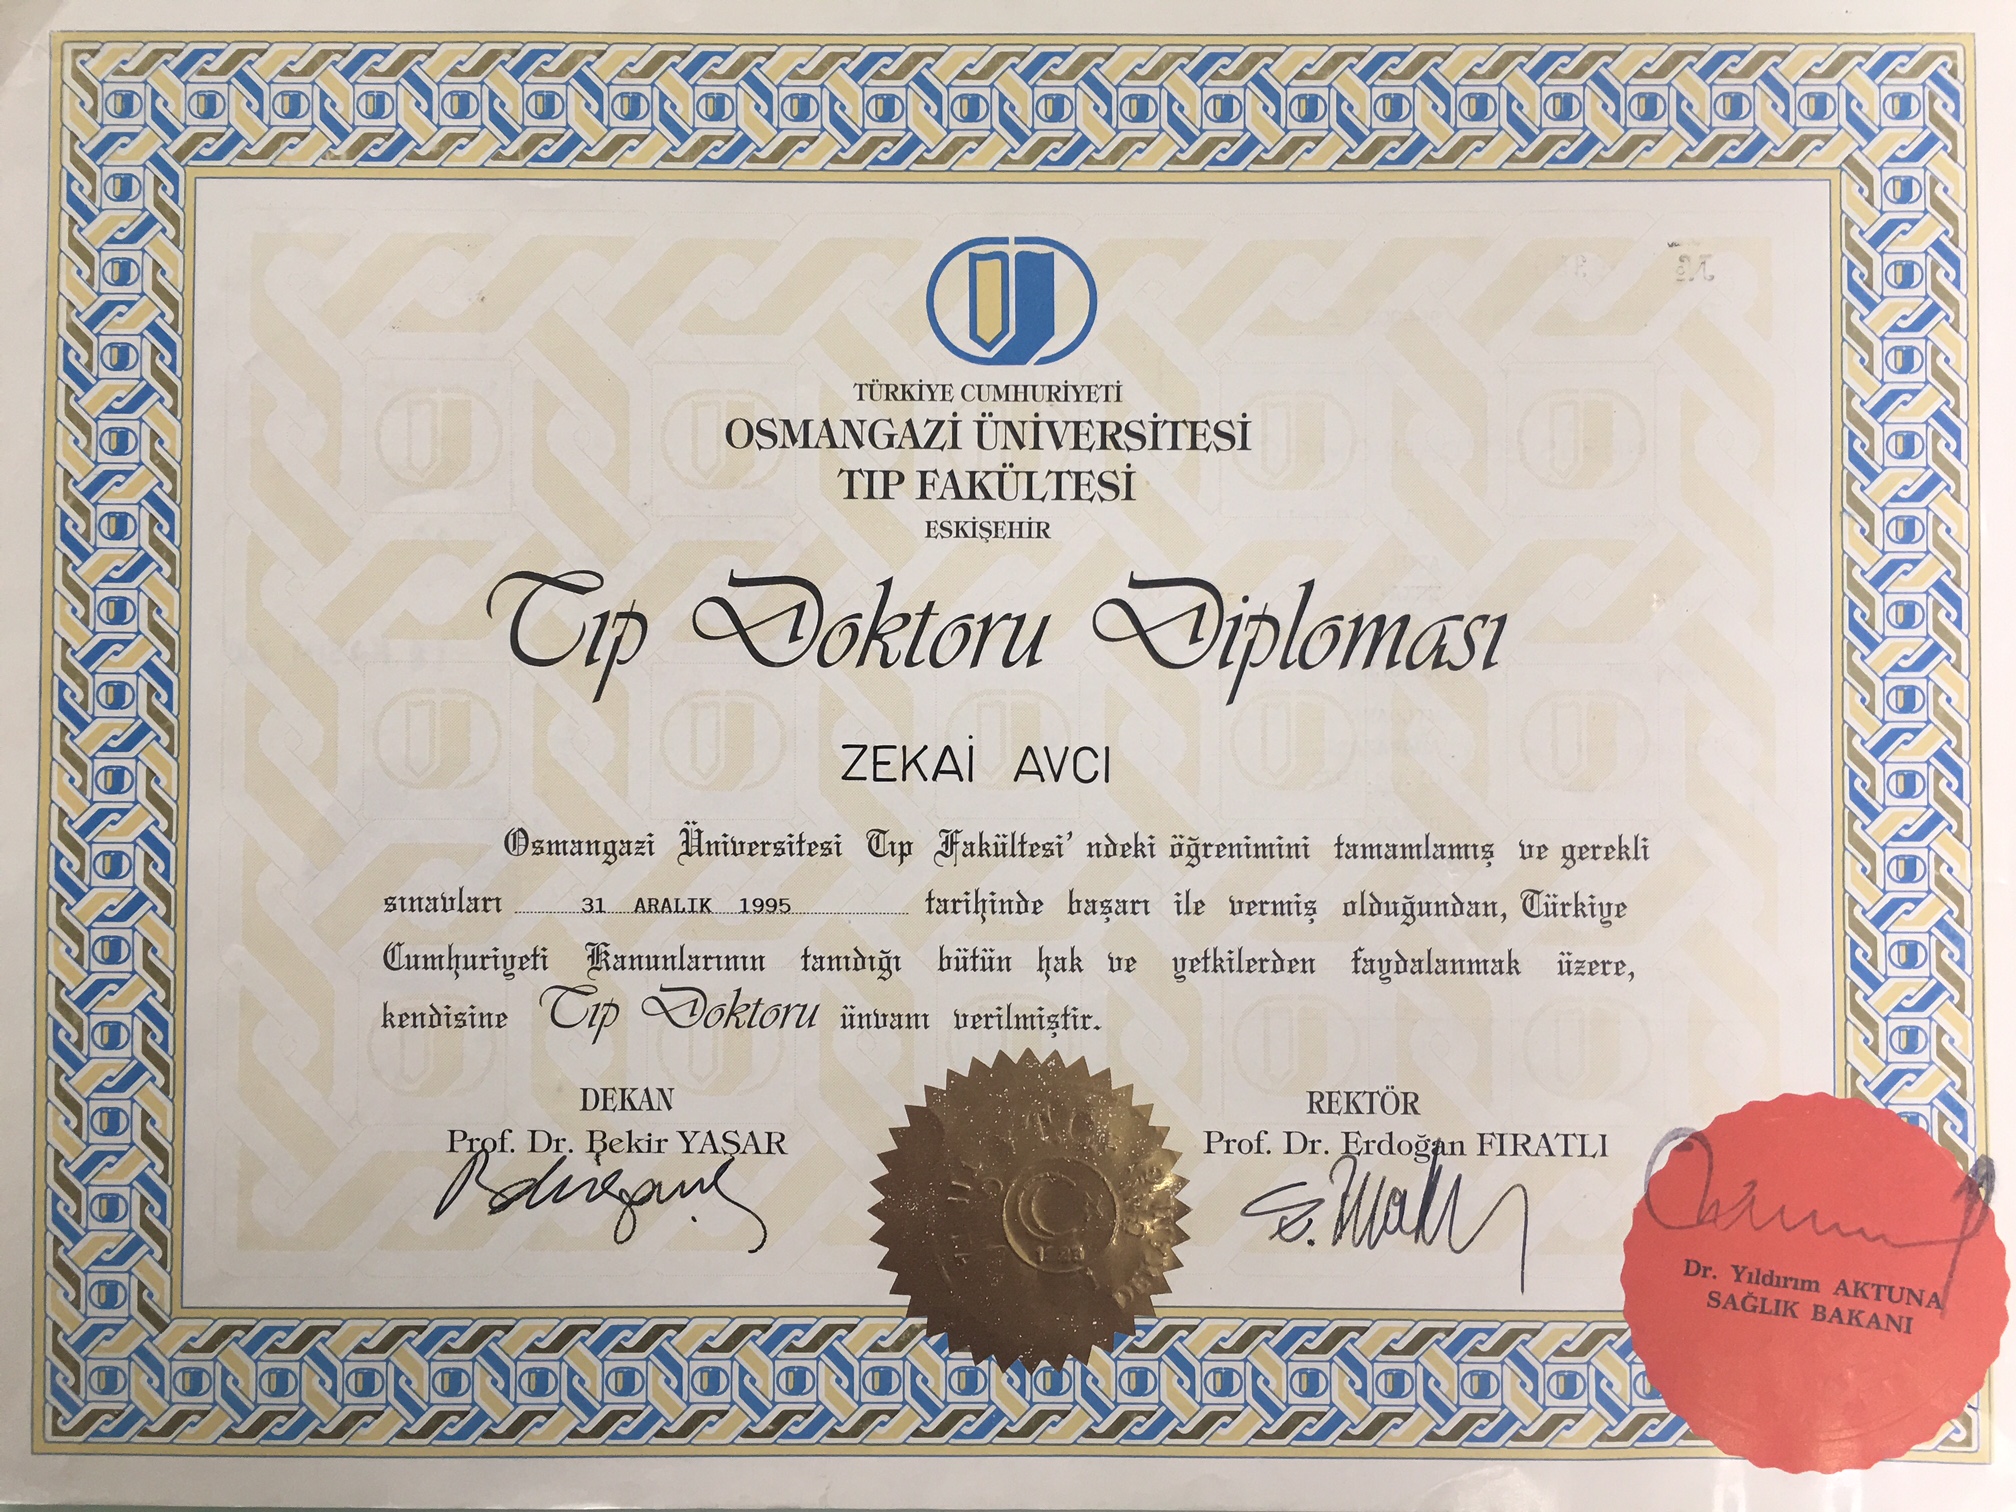 TÜRKİYE CUMHURİYETİ
OSMANGAZİ ÜNİVERSİTESİ
TIP FAKÜLTESİ
ESKİŞEHİR
Tıp Doktoru Diploması
ZEKAİ AVCI
Osmangazi Üniversitesi Tıp Fakültesi' ndeki öğrenimini tamamlamış ve gerekli
sınavları 31 ARALIK 1995 tarihinde başarı ile vermiş olduğundan, Türkiye
Cumhuriyeti Kanunlarının tanıdığı bütün hak ve yetkilerden faydalanmak üzere,
kendisine Tıp Doktoru ünvanı verilmiştir.
DEKAN
Prof. Dr. Bekir YAŞAR
REKTÖR
Prof. Dr. Erdoğan FIRATLI
Dr. Yıldırım AKTUNA
SAĞLIK BAKANI